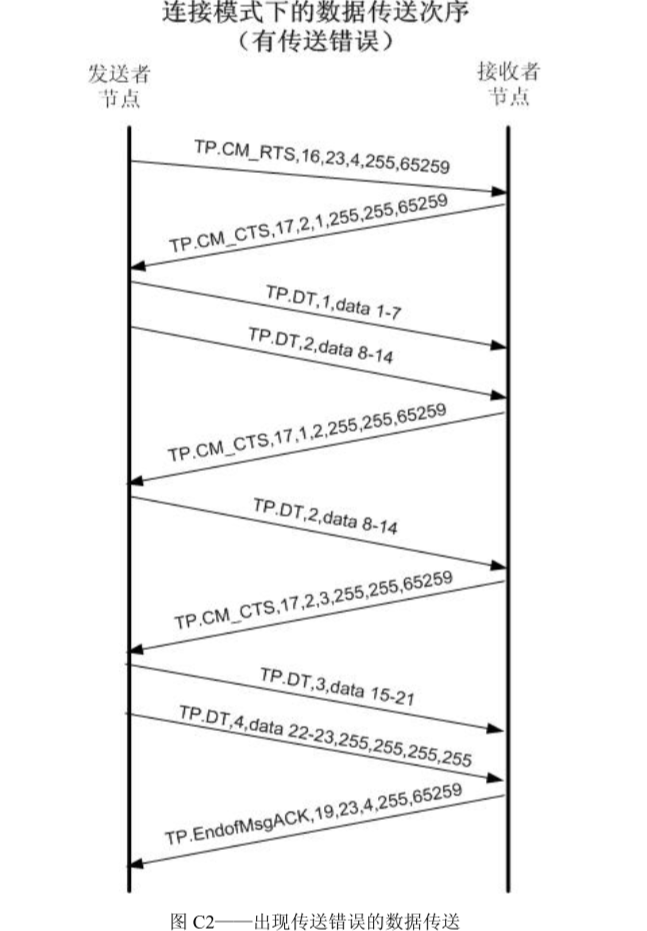 连接模式下的数据传送次序
（有传送错误）
发送者
节点
接收者
节点
TP.CM_RTS,16,23,4,255,65259
TP.CM_CTS,17,2,1,255,255,65259
TP.DT,1,data 1-7
TP.DT,2,data 8-14
TP.CM_CTS,17,1,2,255,255,65259
TP.DT,2,data 8-14
TP.CM_CTS,17,2,3,255,255,65259
TP.DT,3,data 15-21
TP.DT,4,data 22-23,255,255,255,255
TP.EndofMsgACK,19,23,4,255,65259
图 C2——出现传送错误的数据传送